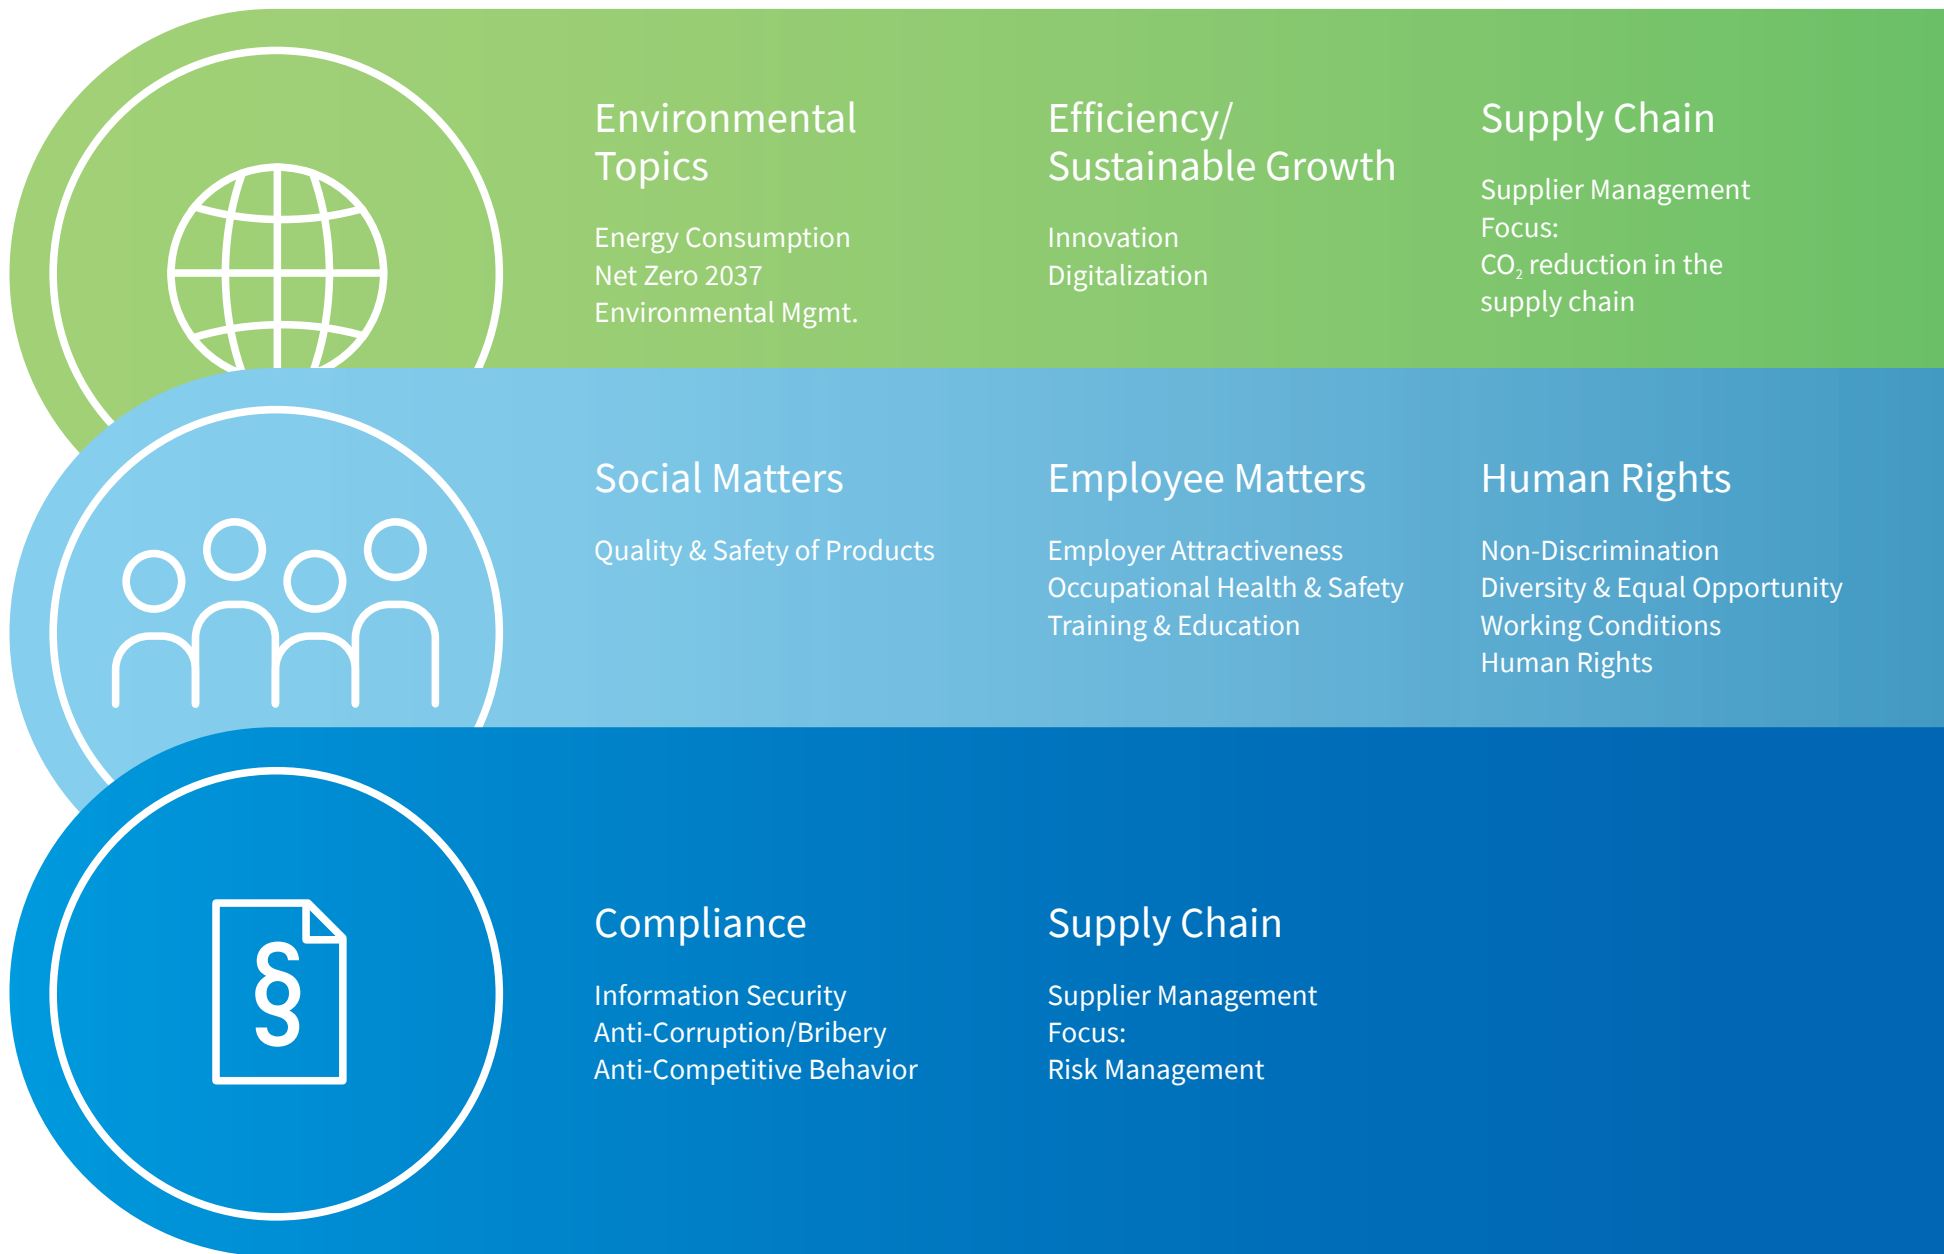 Environmental
Topics
Energy Consumption
Net Zero 2037
Environmental Mgmt.
Efficiency/
Sustainable Growth
Innovation
Digitalization
Supply Chain
Supplier Management
Focus:
CO₂ reduction in the
supply chain
Social Matters
Quality & Safety of Products
Employee Matters
Employer Attractiveness
Occupational Health & Safety
Training & Education
Human Rights
Non-Discrimination
Diversity & Equal Opportunity
Working Conditions
Human Rights
§
Compliance
Information Security
Anti-Corruption/Bribery
Anti-Competitive Behavior
Supply Chain
Supplier Management
Focus:
Risk Management